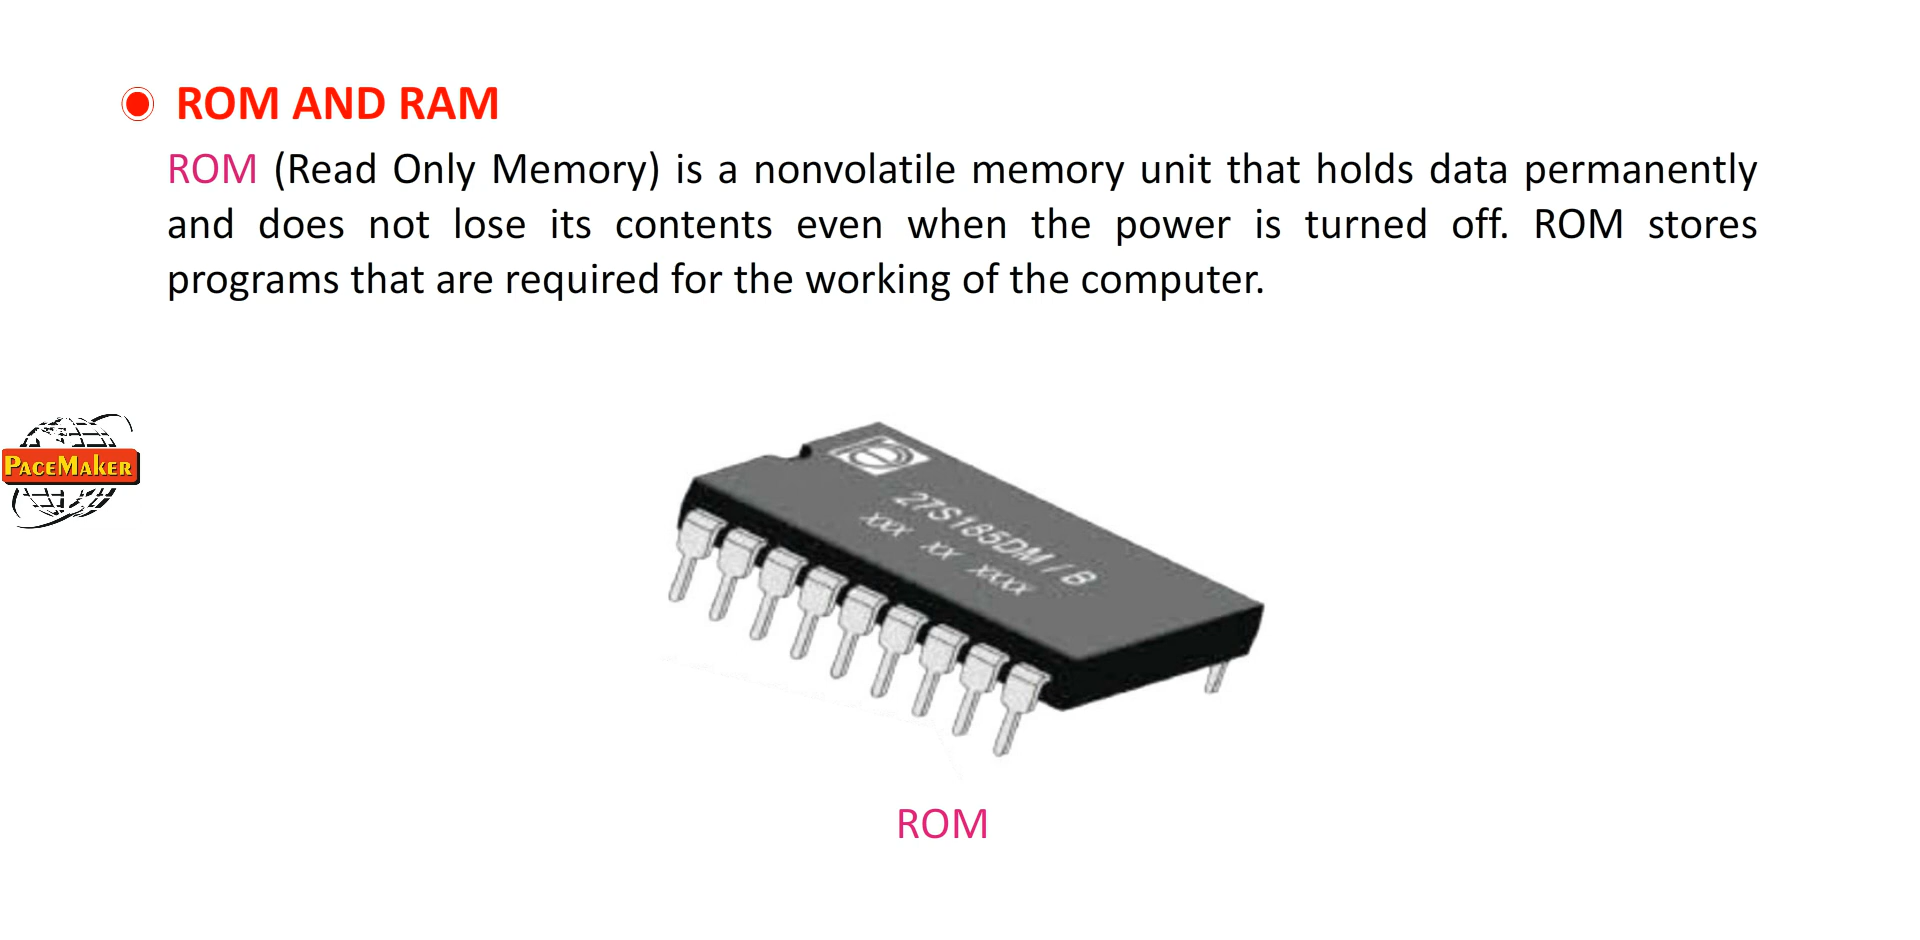 ROM AND RAM
ROM (Read Only Memory) is a nonvolatile memory unit that holds data permanently
and does not lose its contents even when the power is turned off. ROM stores
programs that are required for the working of the computer.
PACEMAKER
27S185DM / B
XXX XX XXXX
ROM